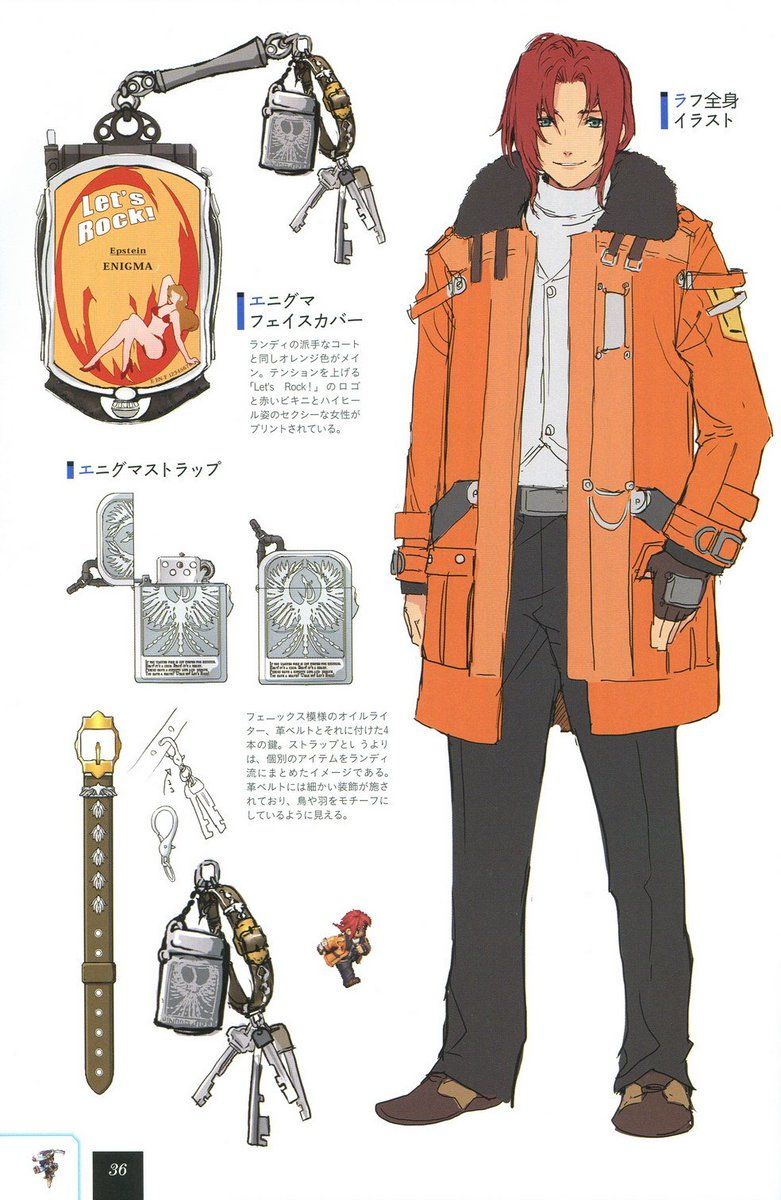 Let's
Rock!
Epstein
ENIGMA
エニグマ
フェイスカバー
ランディの派手なコート
と同じオレンジ色がメイ
ン。テンションを上げる
「Let's Rock!」のロゴ
と赤いビキニとハイヒー
ル姿のセクシーな女性が
プリントされている。
ラフ全身
イラスト
エニグマストラップ
フェニックス模様のオイルライ
ター、革ベルトとそれに付けた4
本の鍵。ストラップというより
は、個別のアイテムをランディ
流にまとめたイメージである。
革ベルトには細かい装飾が施さ
れており、鳥や羽をモチーフに
しているように見える。
36